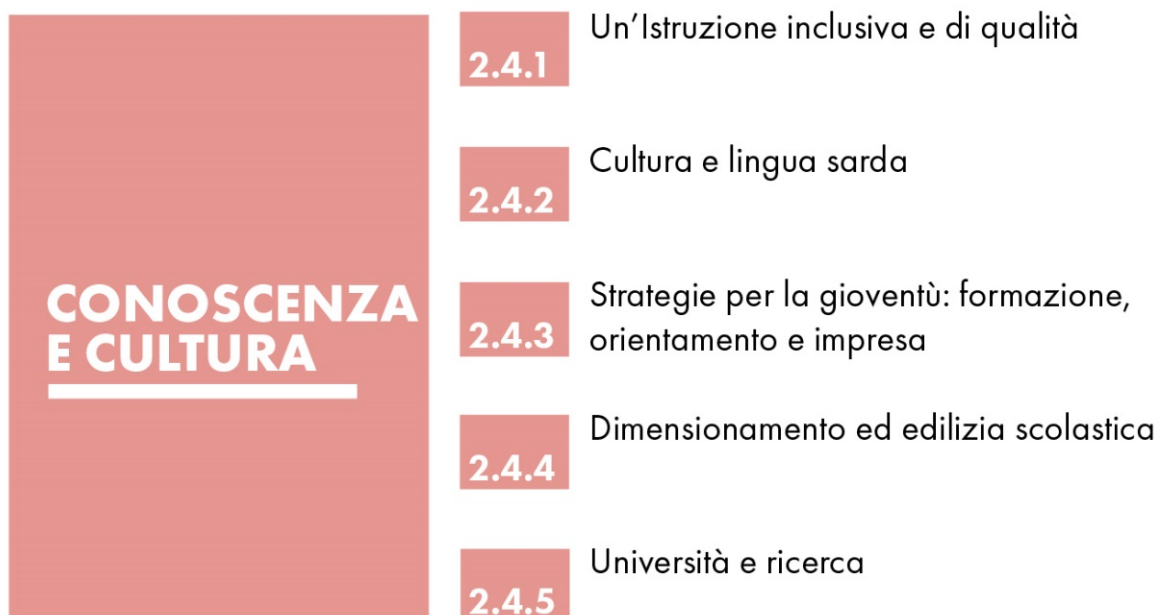 CONOSCENZA
E CULTURA
2.4.1
Un’Istruzione inclusiva e di qualità
2.4.2
Cultura e lingua sarda
2.4.3
Strategie per la gioventù: formazione,
orientamento e impresa
2.4.4
Dimensionamento ed edilizia scolastica
2.4.5
Università e ricerca